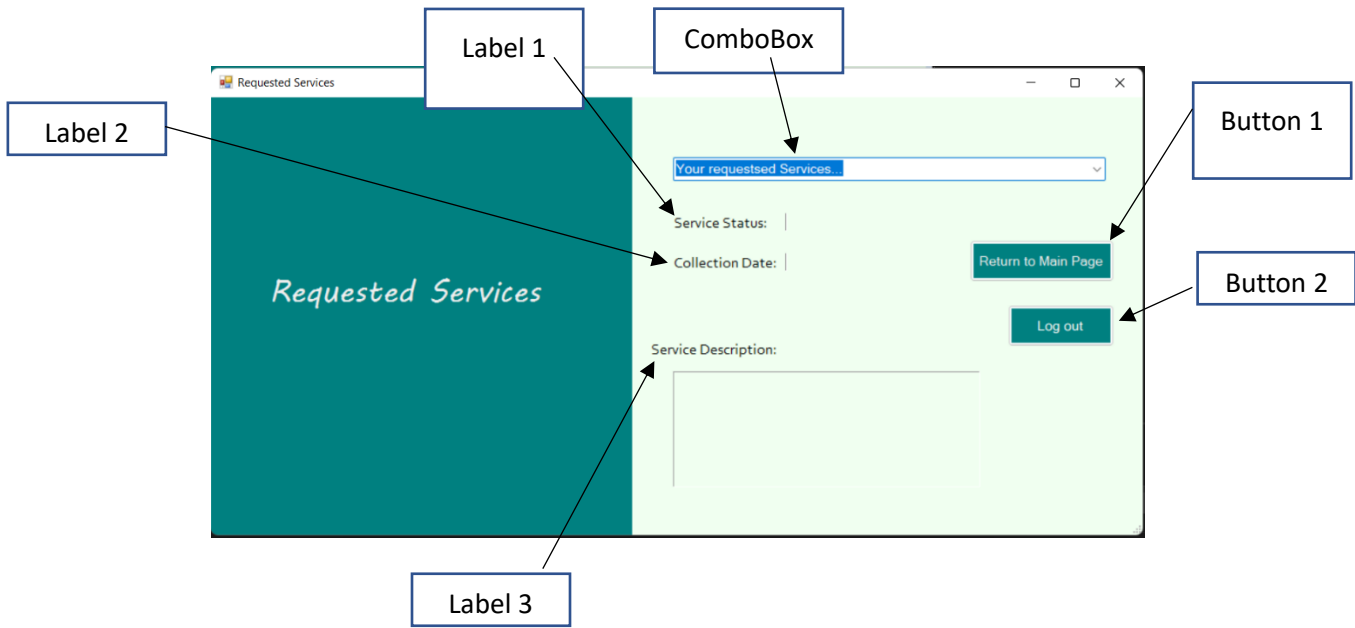 Label 1
ComboBox
Requested Services
Button 1
Label 2
Your requestsed Services...
Service Status:
Collection Date:
Return to Main Page
Requested Services
Button 2
Log out
Service Description:
Label 3